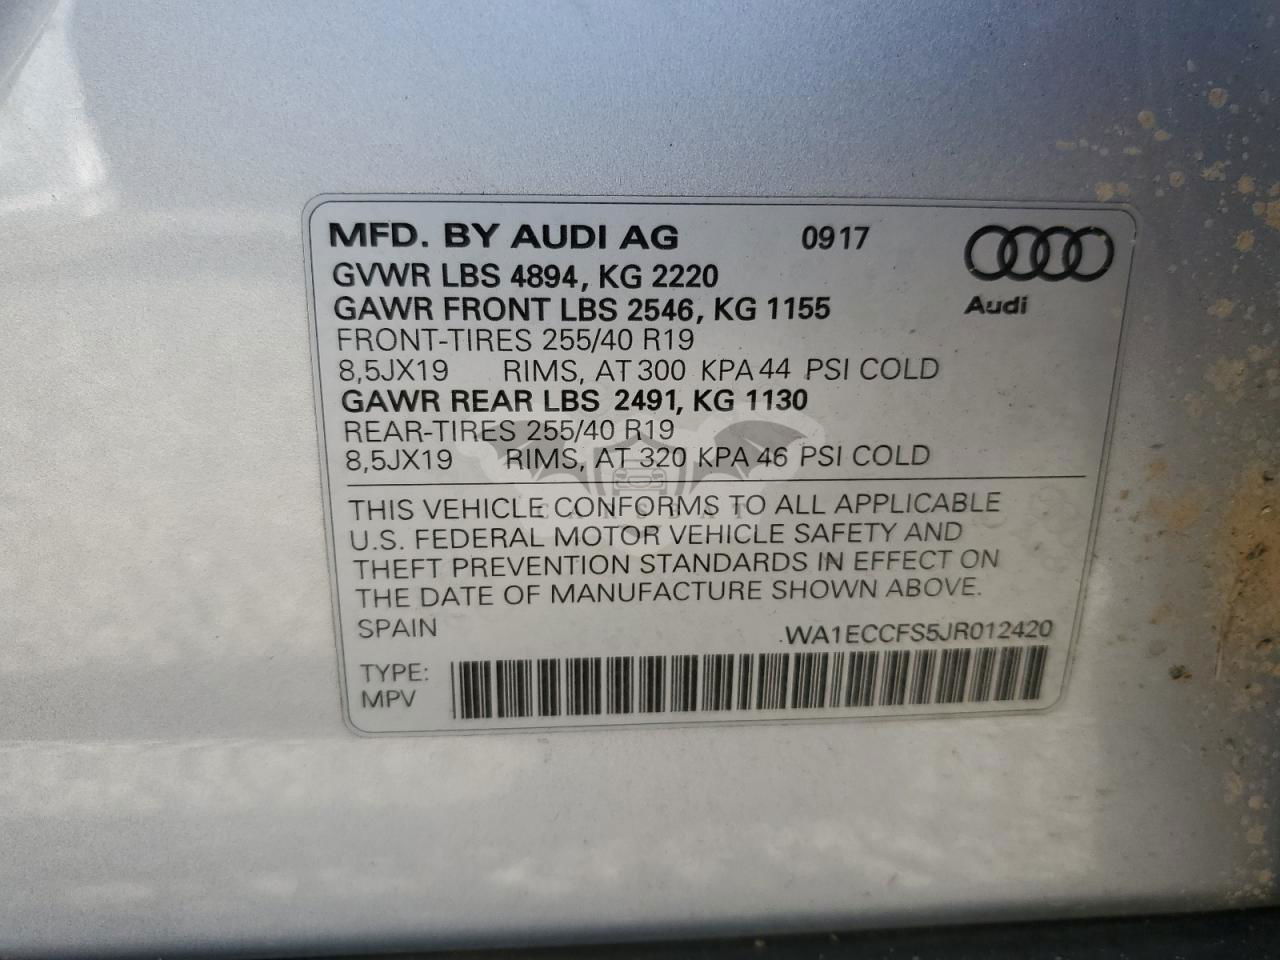 MFD. BY AUDI AG 0917
GVWR LBS 4894, KG 2220
GAWR FRONT LBS 2546, KG 1155
Audi
FRONT-TIRES 255/40 R19
8,5JX19 RIMS, AT 300 KPA 44 PSI COLD
GAWR REAR LBS 2491, KG 1130
REAR-TIRES 255/40 R19
8,5JX19 RIMS, AT 320 KPA 46 PSI COLD
THIS VEHICLE CONFORMS TO ALL APPLICABLE
U.S. FEDERAL MOTOR VEHICLE SAFETY AND
THEFT PREVENTION STANDARDS IN EFFECT ON
THE DATE OF MANUFACTURE SHOWN ABOVE.
SPAIN WA1ECCFS5JR012420
TYPE:
MPV